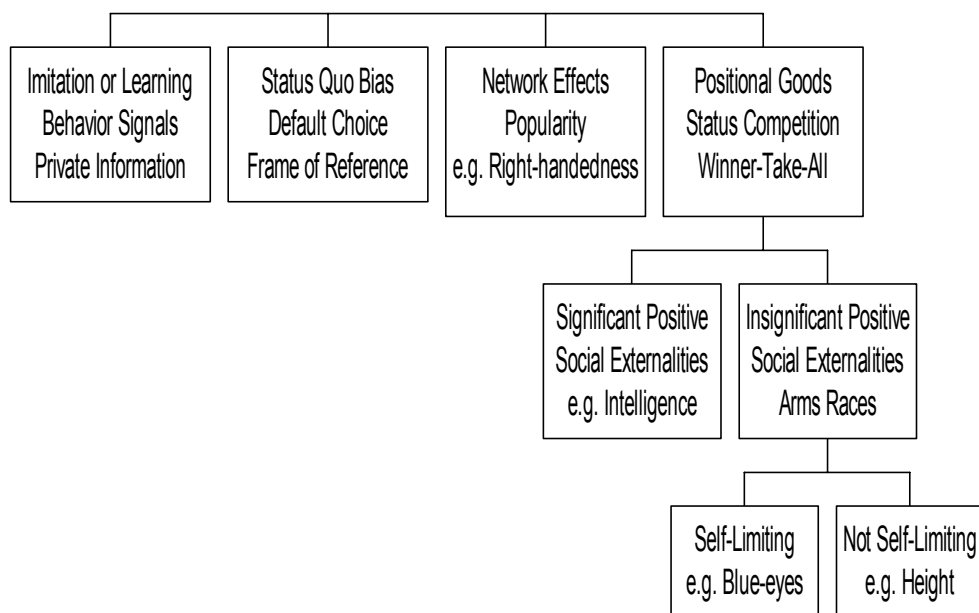 Imitation or Learning
Behavior Signals
Private Information
Status Quo Bias
Default Choice
Frame of Reference
Network Effects
Popularity
e.g. Right-handedness
Positional Goods
Status Competition
Winner-Take-All
Significant Positive
Social Externalities
e.g. Intelligence
Insignificant Positive
Social Externalities
Arms Races
Self-Limiting
e.g. Blue-eyes
Not Self-Limiting
e.g. Height